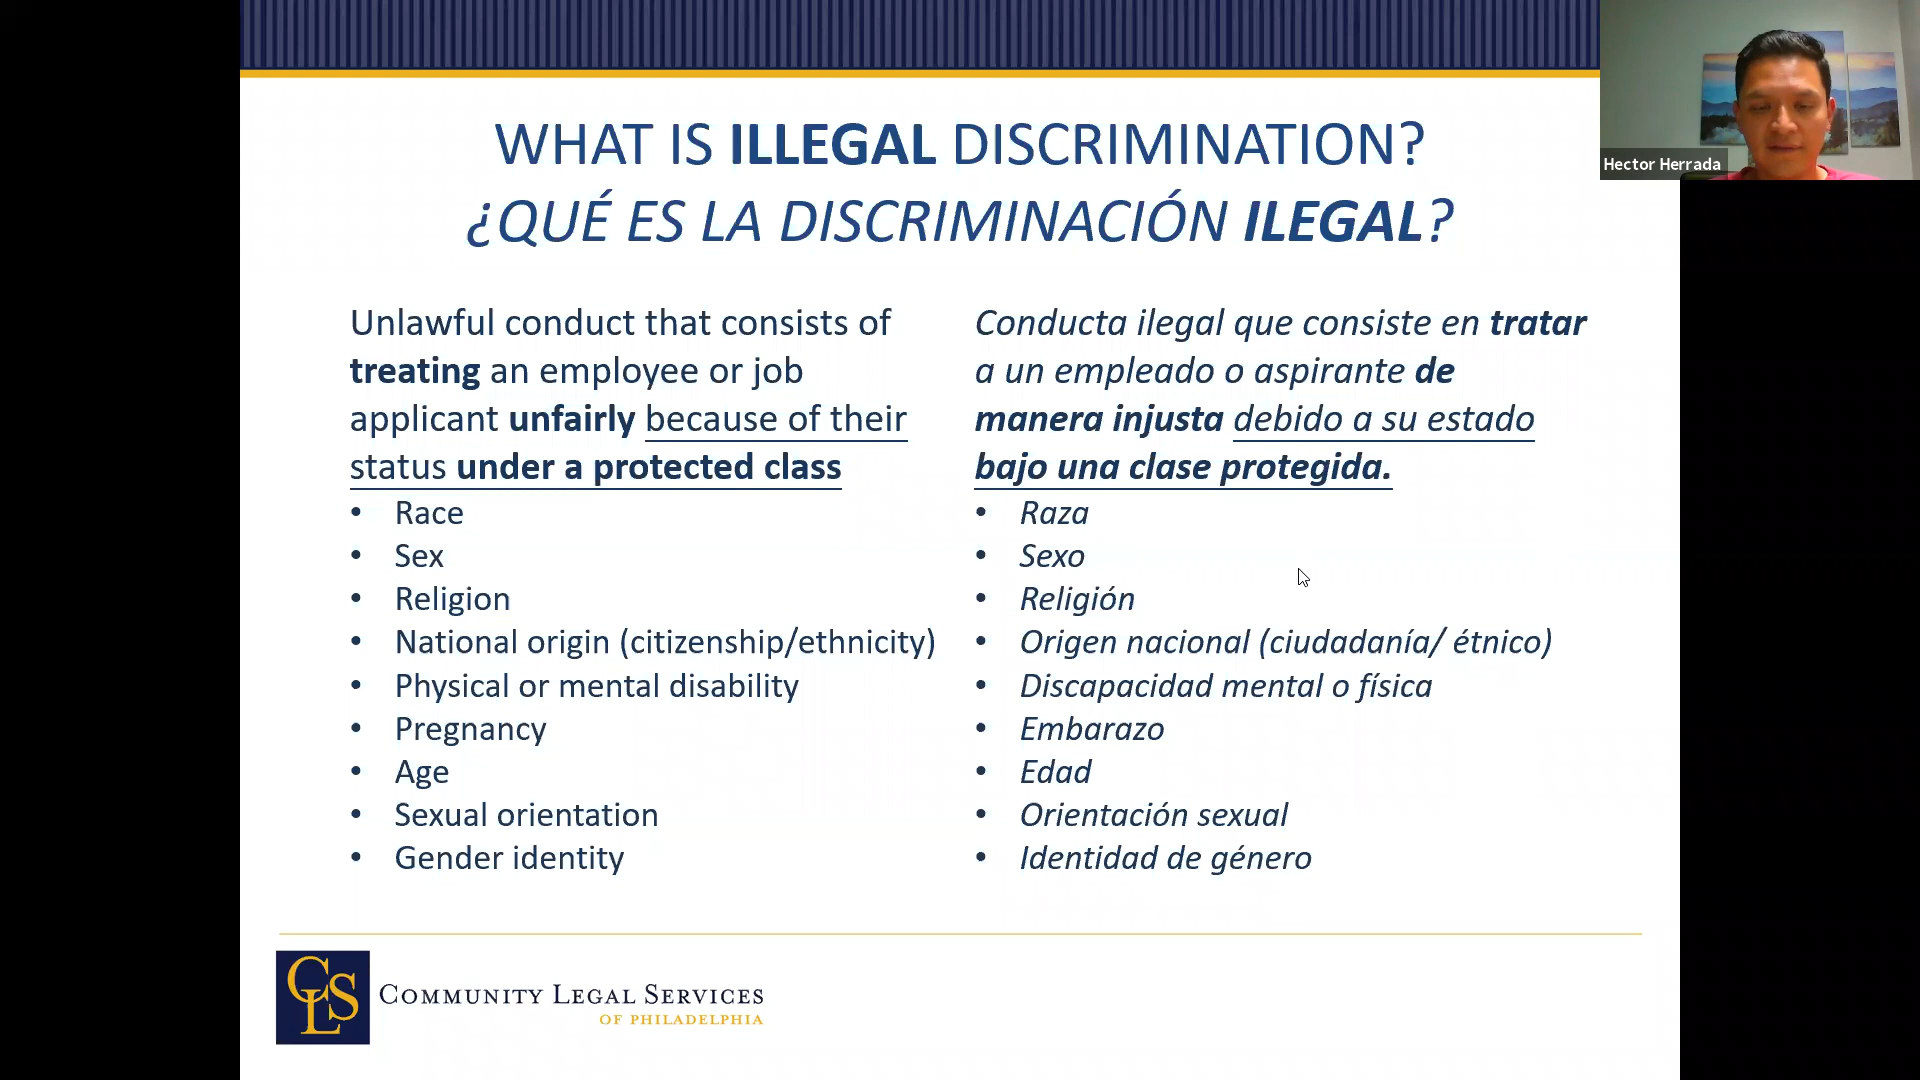 WHAT IS ILLEGAL DISCRIMINATION?
¿QUÉ ES LA DISCRIMINACIÓN ILEGAL?
Hector Herrada
Unlawful conduct that consists of
treating an employee or job
applicant unfairly because of their
status under a protected class
• Race
• Sex
• Religion
• National origin (citizenship/ethnicity)
• Physical or mental disability
• Pregnancy
• Age
• Sexual orientation
• Gender identity
Conducta ilegal que consiste en tratar
a un empleado o aspirante de
manera injusta debido a su estado
bajo una clase protegida.
• Raza
• Sexo
• Religión
• Origen nacional (ciudadanía/ étnico)
• Discapacidad mental o física
• Embarazo
• Edad
• Orientación sexual
• Identidad de género
CLS
COMMUNITY LEGAL SERVICES
OF PHILADELPHIA